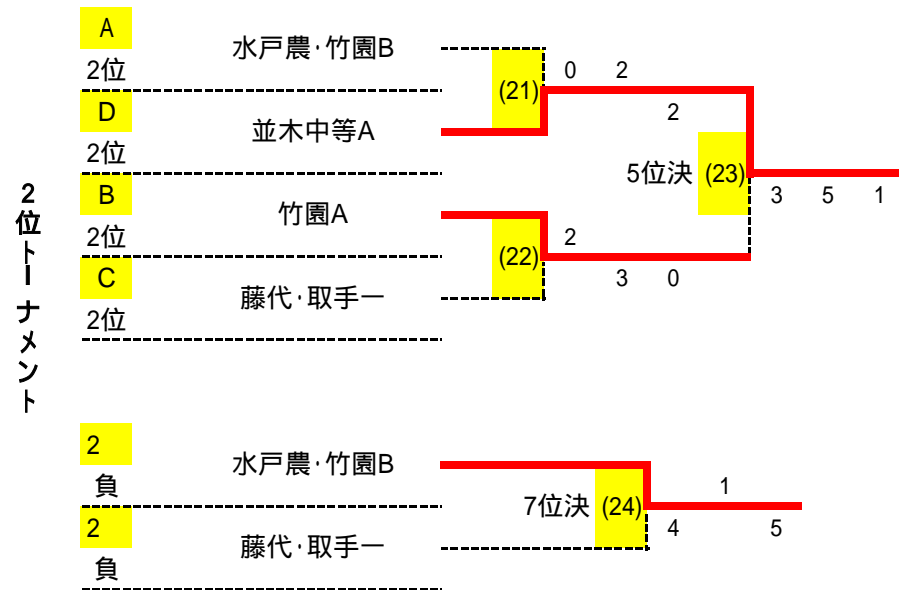 2位トーナメント
A
2位
水戸農・竹園B
D
2位
並木中等A
B
2位
竹園A
C
2位
藤代・取手一
(21)
0 2
2
5位決 (23)
3 5 1
(22)
2
3 0
2
負
水戸農・竹園B
2
負
藤代・取手一
7位決 (24)
1
4 5